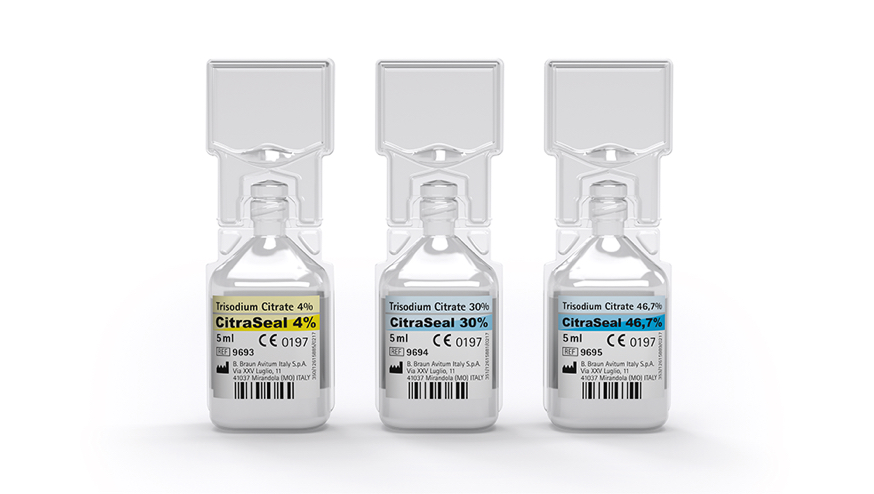 Trisodium Citrate 4%
CitraSeal 4%
5 ml CE 0197
REF 9693
B. Braun Avitum Italy S.p.A.
Via XXV Luglio, 11
41037 Mirandola (MO) ITALY
Trisodium Citrate 30%
CitraSeal 30%
5 ml CE 0197
REF 9694
B. Braun Avitum Italy S.p.A.
Via XXV Luglio, 11
41037 Mirandola (MO) ITALY
Trisodium Citrate 46,7%
CitraSeal 46,7%
5 ml CE 0197
REF 9695
B. Braun Avitum Italy S.p.A.
Via XXV Luglio, 11
41037 Mirandola (MO) ITALY